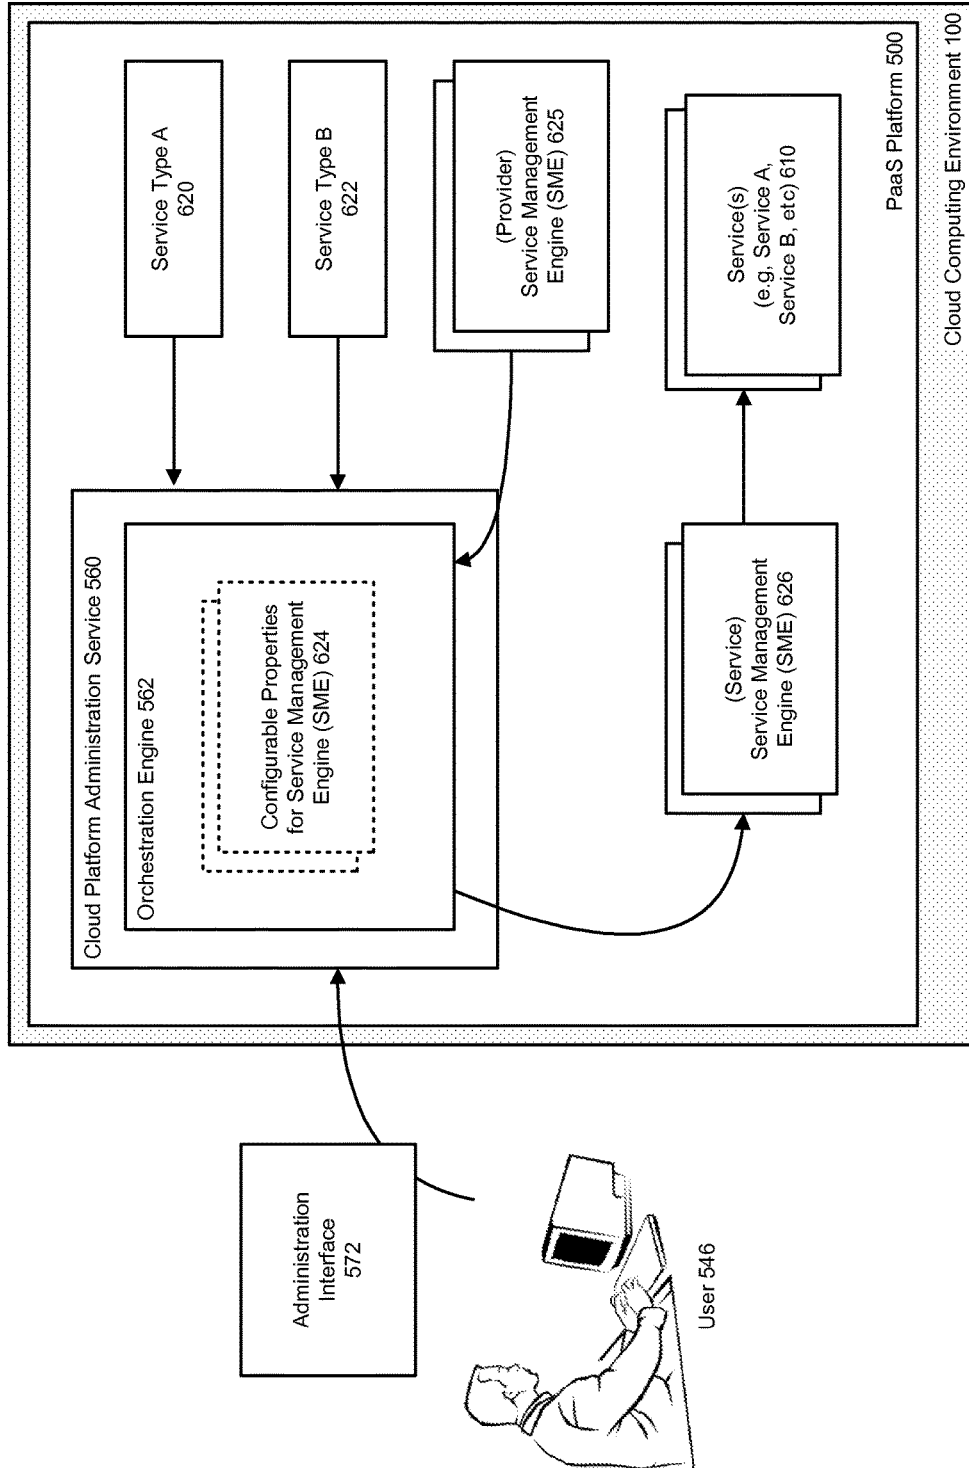 Cloud Platform Administration Service 560
Orchestration Engine 562
Configurable Properties
for Service Management
Engine (SME) 624
Service Type A
620
Service Type B
622
(Provider)
Service Management
Engine (SME) 625
Administration
Interface
572
User 546
(Service)
Service Management
Engine (SME) 626
Service(s)
(e.g, Service A,
Service B, etc) 610
PaaS Platform 500
Cloud Computing Environment 100